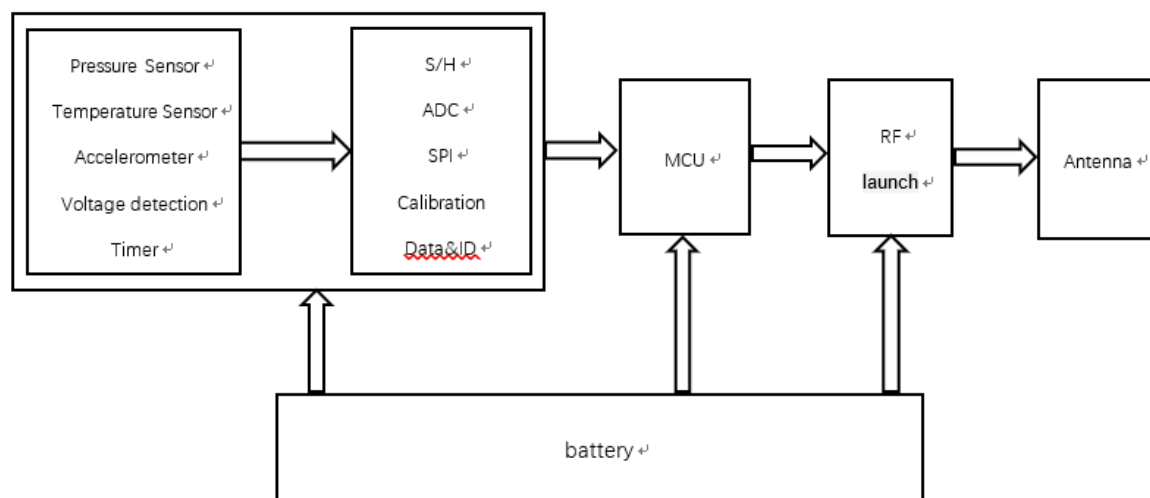 Pressure Sensor
Temperature Sensor
Accelerometer
Voltage detection
Timer
S/H
ADC
SPI
Calibration
Data&ID
MCU
RF
launch
Antenna
battery